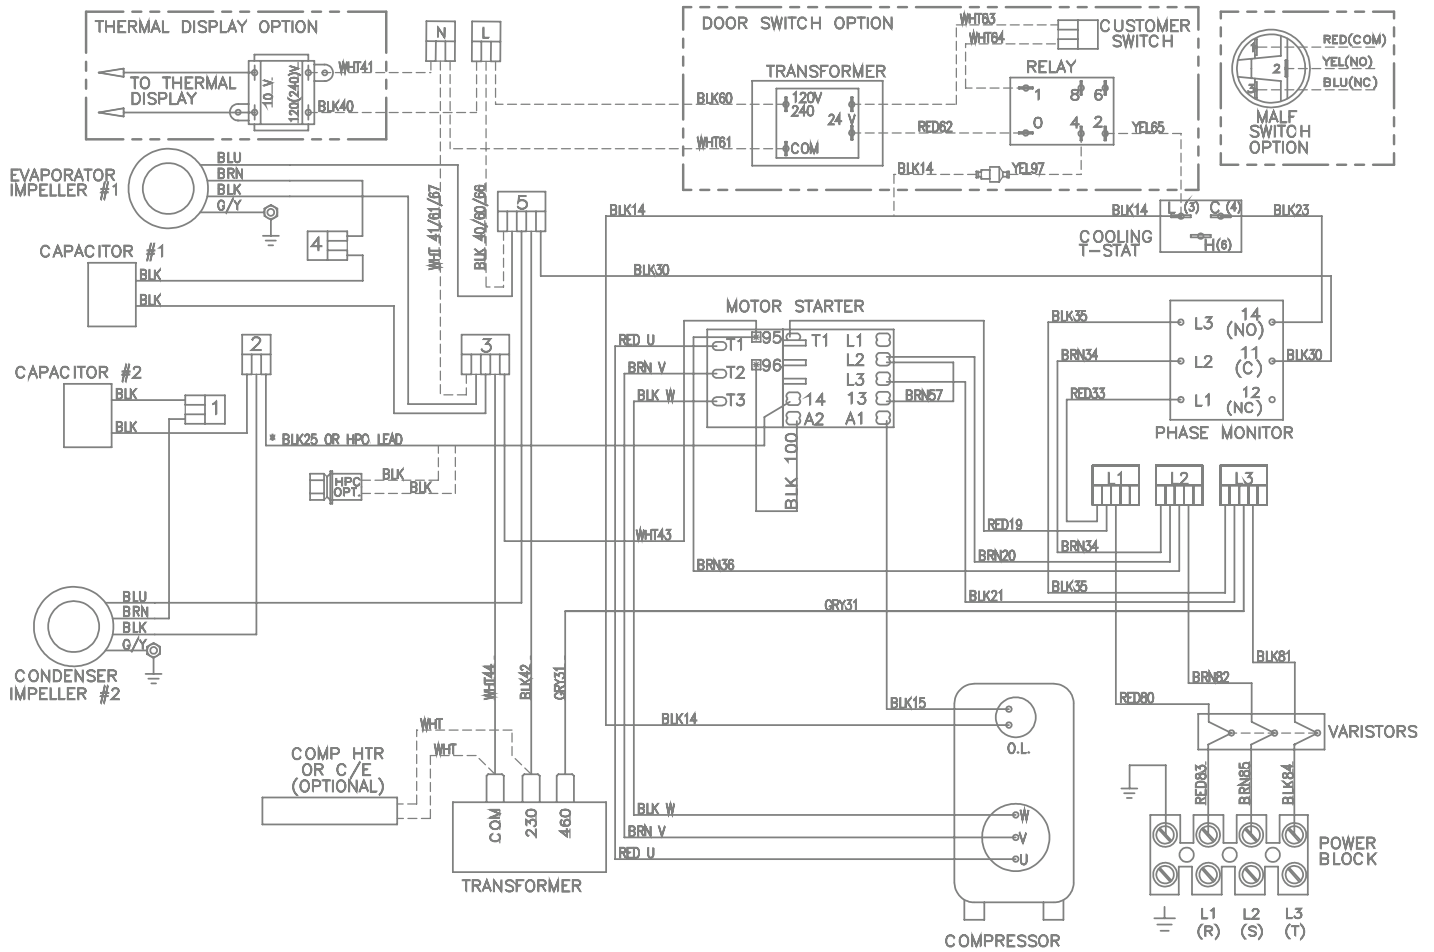 THERMAL DISPLAY OPTION
TO THERMAL
DISPLAY
10 V.
120(240)V
WHT41
BLK40
N
L
DOOR SWITCH OPTION
WHT63
WHT64
CUSTOMER
SWITCH
TRANSFORMER
RELAY
BLK60
WHT61
120V
240
24 V
COM
RED62
1
8
6
0
4
2
YEL65
BLK14
YEL97
1
2
3
RED(COM)
YEL(NO)
BLU(NC)
MALF
SWITCH
OPTION
EVAPORATOR
IMPELLER #1
BLU
BRN
BLK
G/Y
4
CAPACITOR #1
BLK
BLK
WHT 41/61/67
BLK 40/60/66
5
BLK14
BLK14
L (3)
C (4)
H(6)
BLK23
COOLING
T-STAT
BLK30
MOTOR STARTER
RED U
BRN V
BLK W
T1
T2
T3
95
96
T1
14
A2
L1
L2
L3
13
A1
BRN57
BLK 100
BLK35
BRN34
RED33
L3
L2
L1
14
(NO)
11
(C)
12
(NC)
BLK30
PHASE MONITOR
2
3
CAPACITOR #2
BLK
BLK
1
* BLK25 OR HPC LEAD
HPC
OPT.
BLK
BLK
L1
L2
L3
WHT43
RED19
BRN34
BRN20
BRN36
BLK35
BLK21
GRY31
BLU
BRN
BLK
G/Y
CONDENSER
IMPELLER #2
WHT44
BLK42
GRY31
BLK81
BRN82
RED80
BLK15
BLK14
O.L.
VARISTORS
WHT
WHT
COMP HTR
OR C/E
(OPTIONAL)
COM
230
460
TRANSFORMER
BLK W
BRN V
RED U
W
V
U
COMPRESSOR
RED83
BRN85
BLK84
POWER
BLOCK
L1
(R)
L2
(S)
L3
(T)